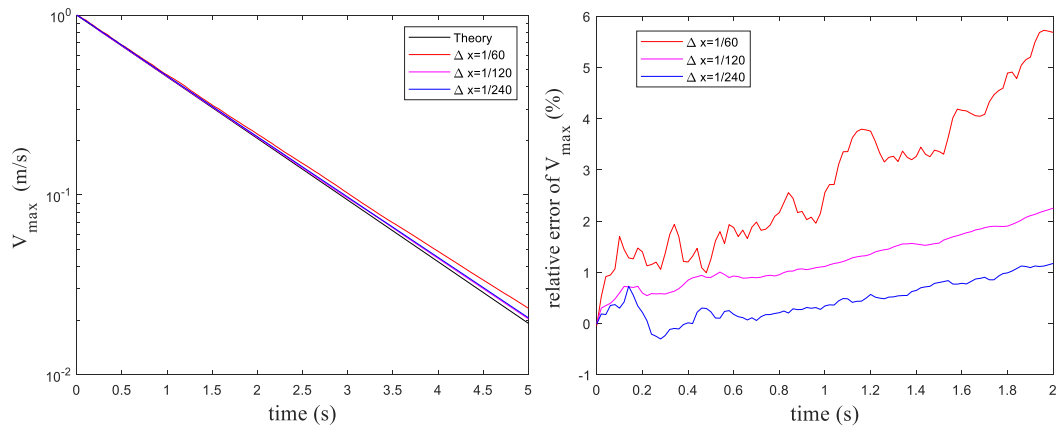 10^0
10^-1
10^-2
V_max (m/s)
0 0.5 1 1.5 2 2.5 3 3.5 4 4.5 5
time (s)
Theory
Δ x=1/60
Δ x=1/120
Δ x=1/240
6
5
4
3
2
1
0
-1
relative error of V_max (%)
0 0.2 0.4 0.6 0.8 1 1.2 1.4 1.6 1.8 2
time (s)
Δ x=1/60
Δ x=1/120
Δ x=1/240